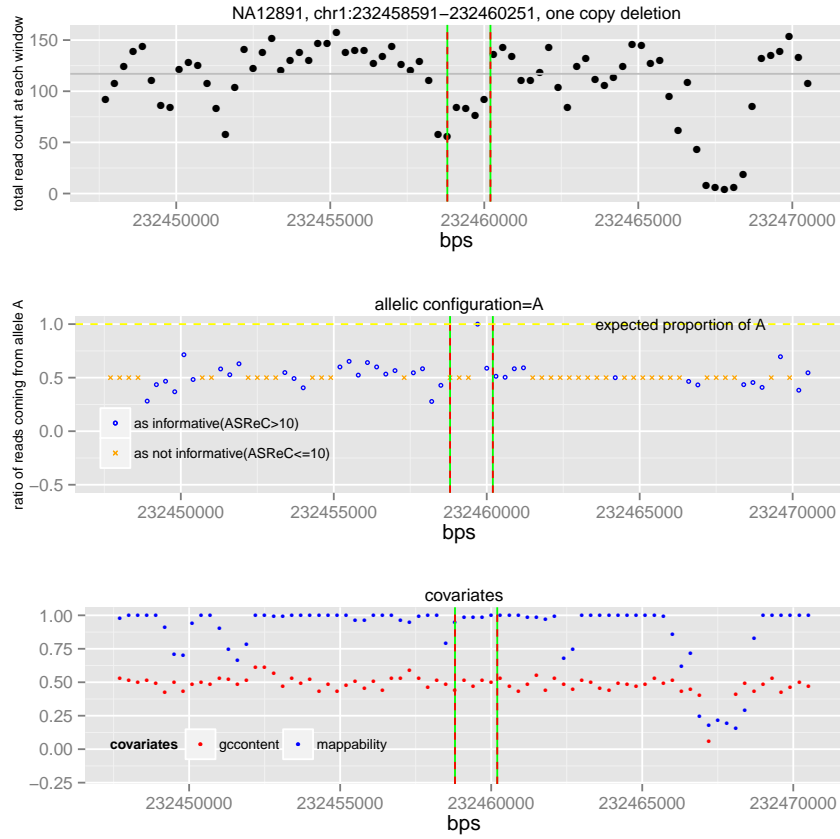 NA12891, chr1:232458591−232460251, one copy deletion
total read count at each window
150
100
50
0
232450000 232455000 232460000 232465000 232470000
bps
allelic configuration=A
ratio of reads coming from allele A
1.0
0.5
0.0
−0.5
expected proportion of A
as informative(ASReC>10)
as not informative(ASReC<=10)
232450000 232455000 232460000 232465000 232470000
bps
covariates
1.00
0.75
0.50
0.25
0.00
−0.25
covariates gccontent mappability
232450000 232455000 232460000 232465000 232470000
bps